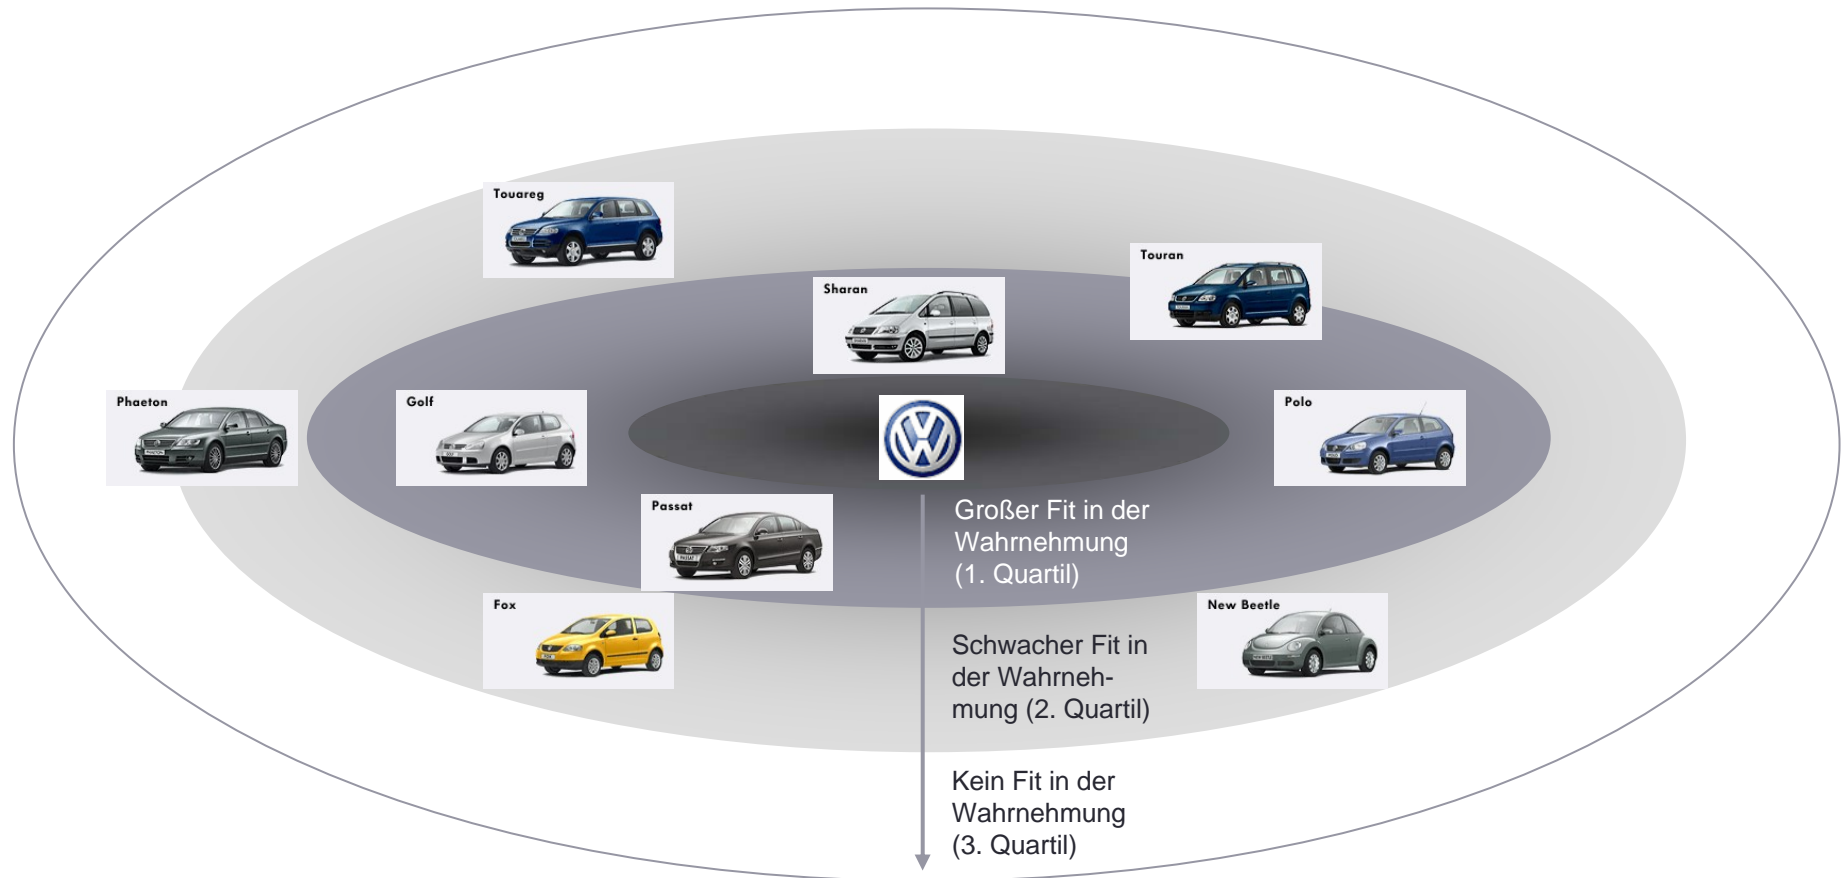 Touareg
Touran
Sharan
Phaeton
Golf
Polo
Passat
Großer Fit in der
Wahrnehmung
(1. Quartil)
Fox
New Beetle
Schwacher Fit in
der Wahrneh-
mung (2. Quartil)
Kein Fit in der
Wahrnehmung
(3. Quartil)